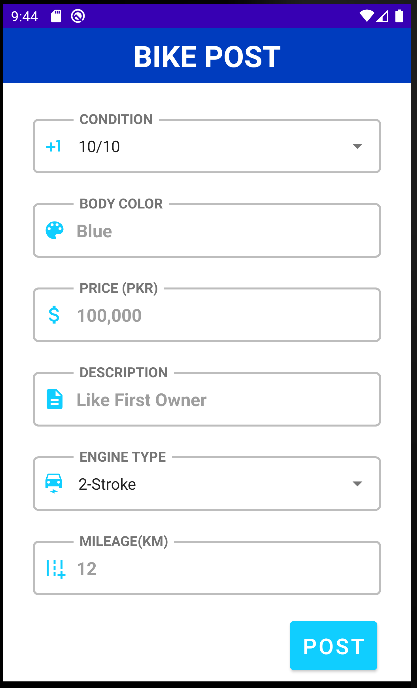 9:44
BIKE POST
CONDITION
+1 10/10
BODY COLOR
Blue
PRICE (PKR)
$ 100,000
DESCRIPTION
Like First Owner
ENGINE TYPE
2-Stroke
MILEAGE(KM)
12
POST